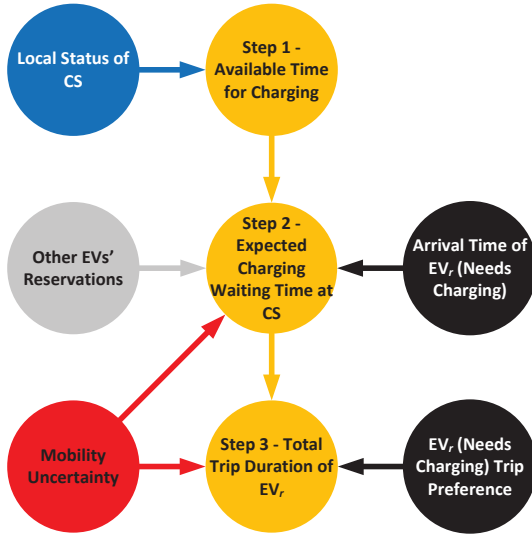 Local Status of
CS
Step 1 -
Available Time
for Charging
Other EVs'
Reservations
Step 2 -
Expected
Charging
Waiting Time at
CS
Arrival Time of
EVr (Needs
Charging)
Mobility
Uncertainty
Step 3 - Total
Trip Duration of
EVr
EVr (Needs
Charging) Trip
Preference